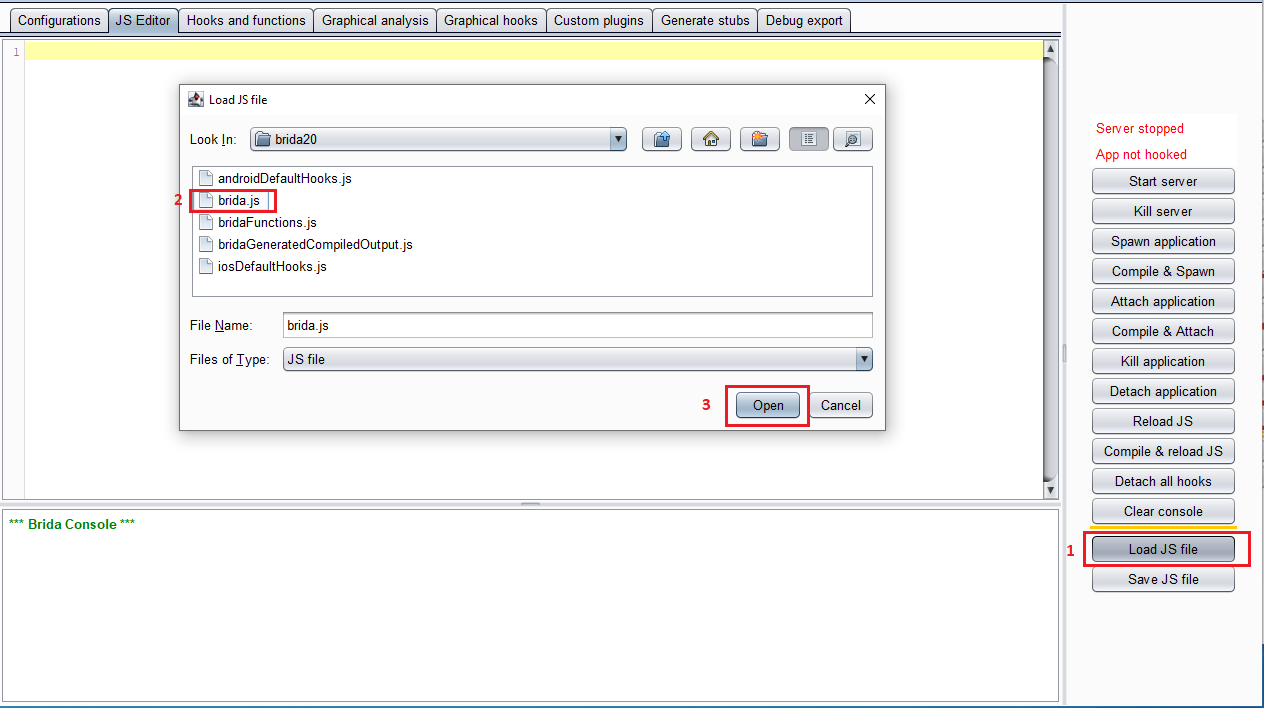 Configurations JS Editor Hooks and functions Graphical analysis Graphical hooks Custom plugins Generate stubs Debug export
1
Load JS file
Look In: brida20
androidDefaultHooks.js
2 brida.js
bridaFunctions.js
bridaGeneratedCompiledOutput.js
iosDefaultHooks.js
File Name: brida.js
Files of Type: JS file
3 Open Cancel
*** Brida Console ***
Server stopped
App not hooked
Start server
Kill server
Spawn application
Compile & Spawn
Attach application
Compile & Attach
Kill application
Detach application
Reload JS
Compile & reload JS
Detach all hooks
Clear console
1 Load JS file
Save JS file